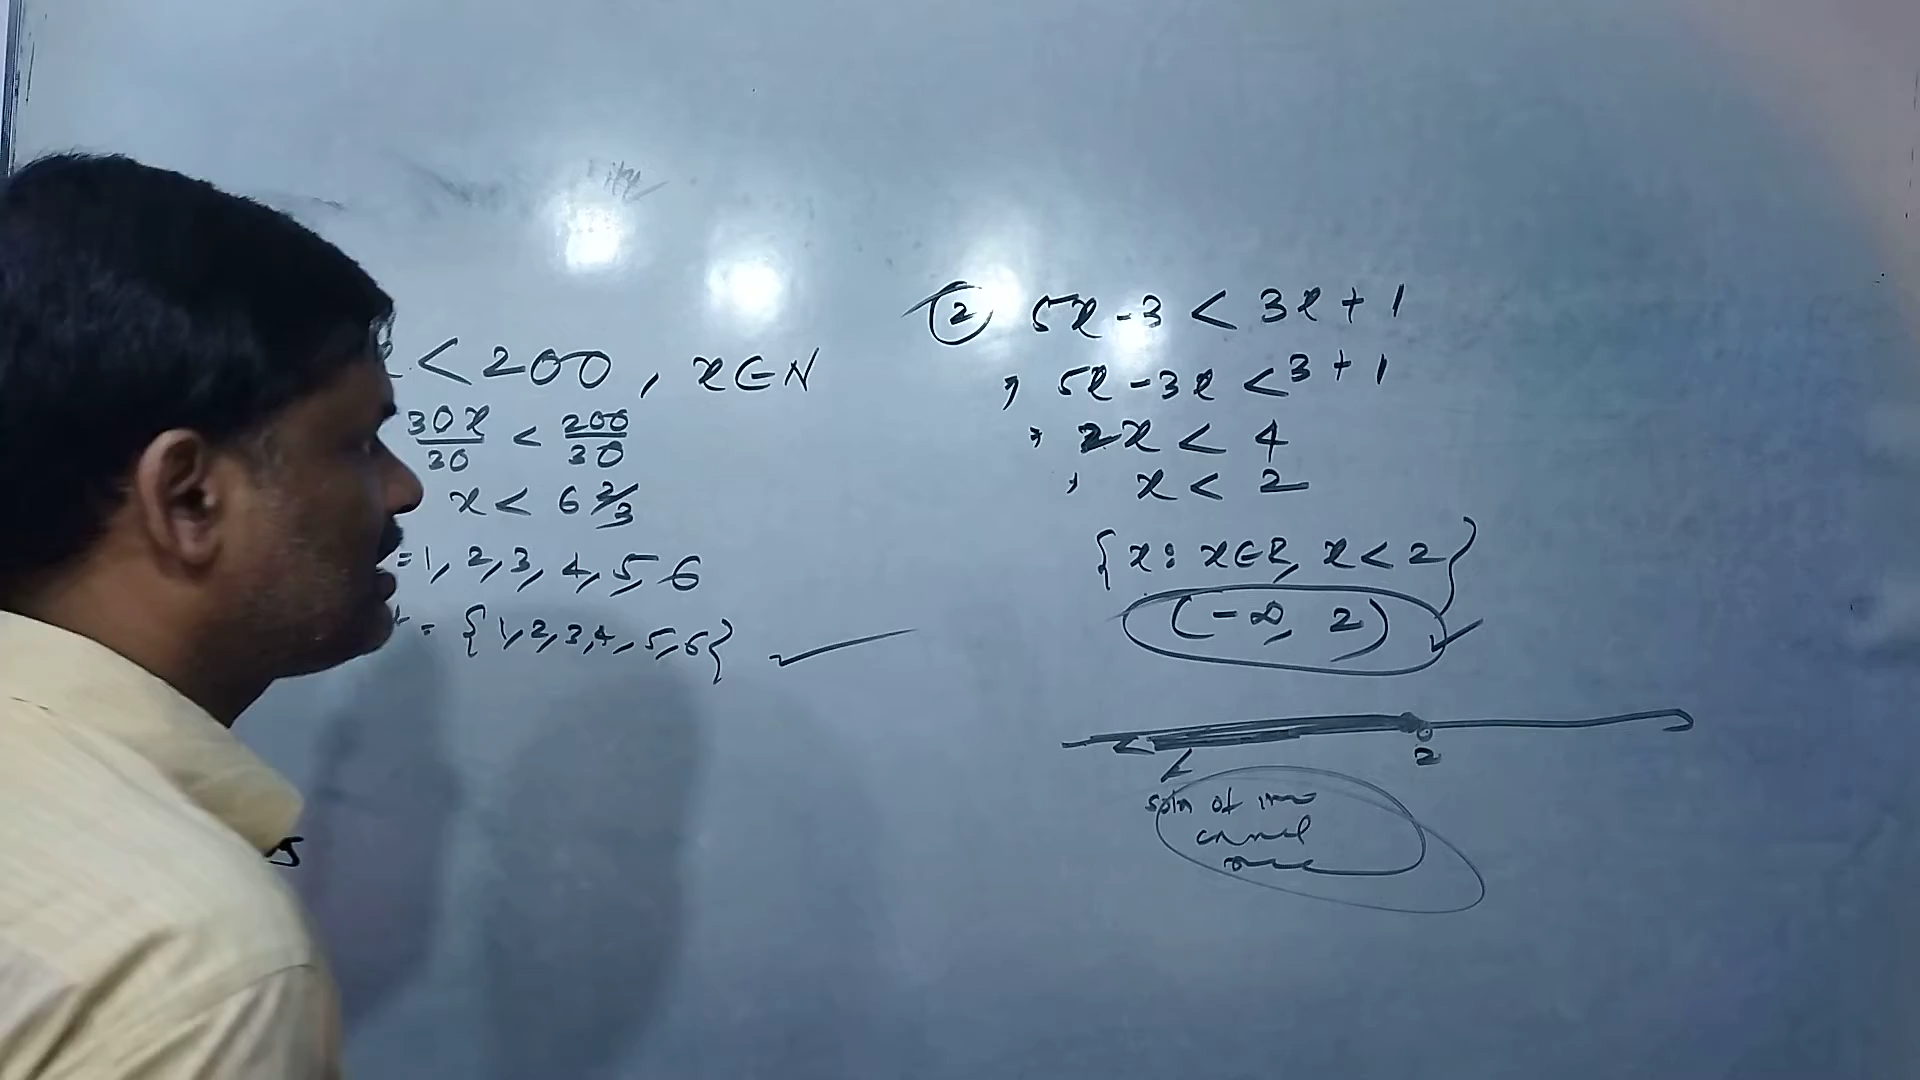 x < 200, x ∈ N
30x/30 < 200/30
x < 6 2/3
= 1, 2, 3, 4, 5, 6
= {1, 2, 3, 4, 5, 6}
② 5x - 3 < 3x + 1
, 5x - 3x < 3 + 1
, 2x < 4
, x < 2
{x : x ∈ R, x < 2}
(-∞, 2)
2
soln of